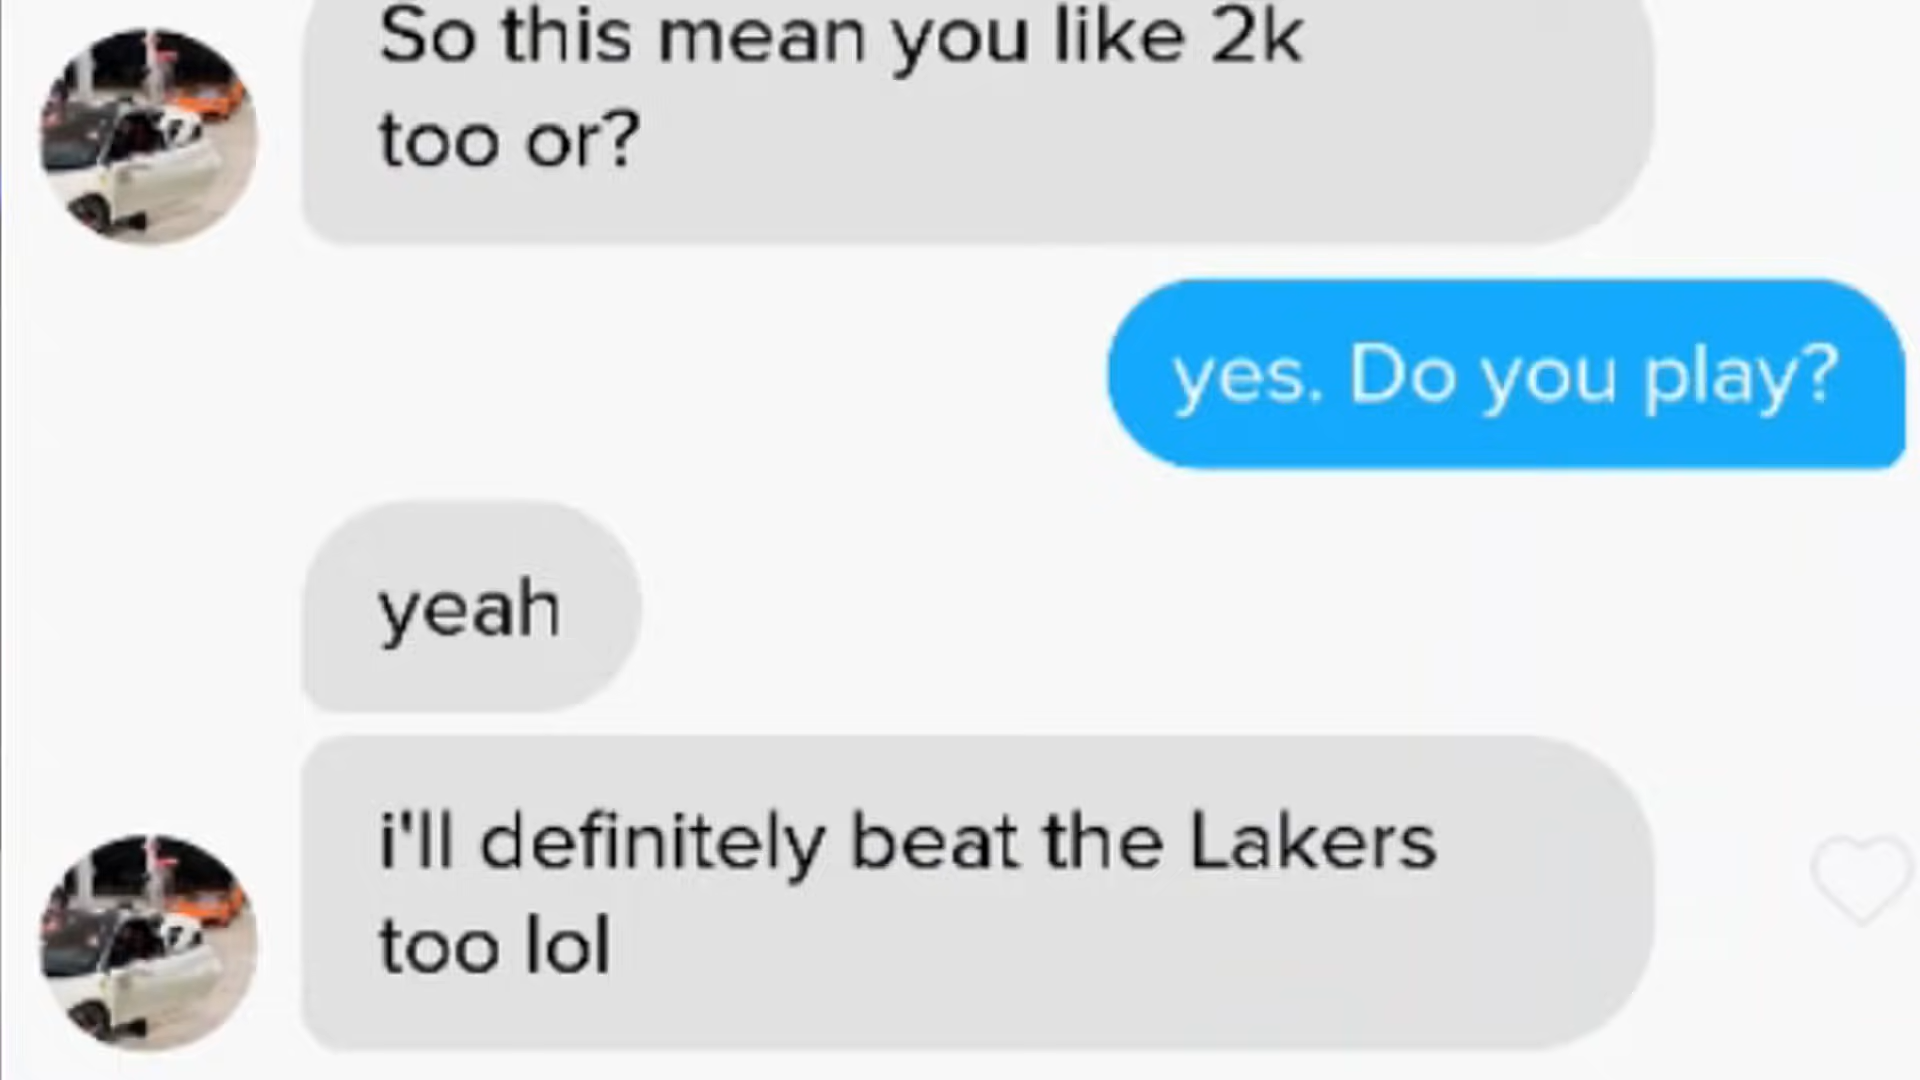 So this mean you like 2k
too or?
yes. Do you play?
yeah
i'll definitely beat the Lakers
too lol